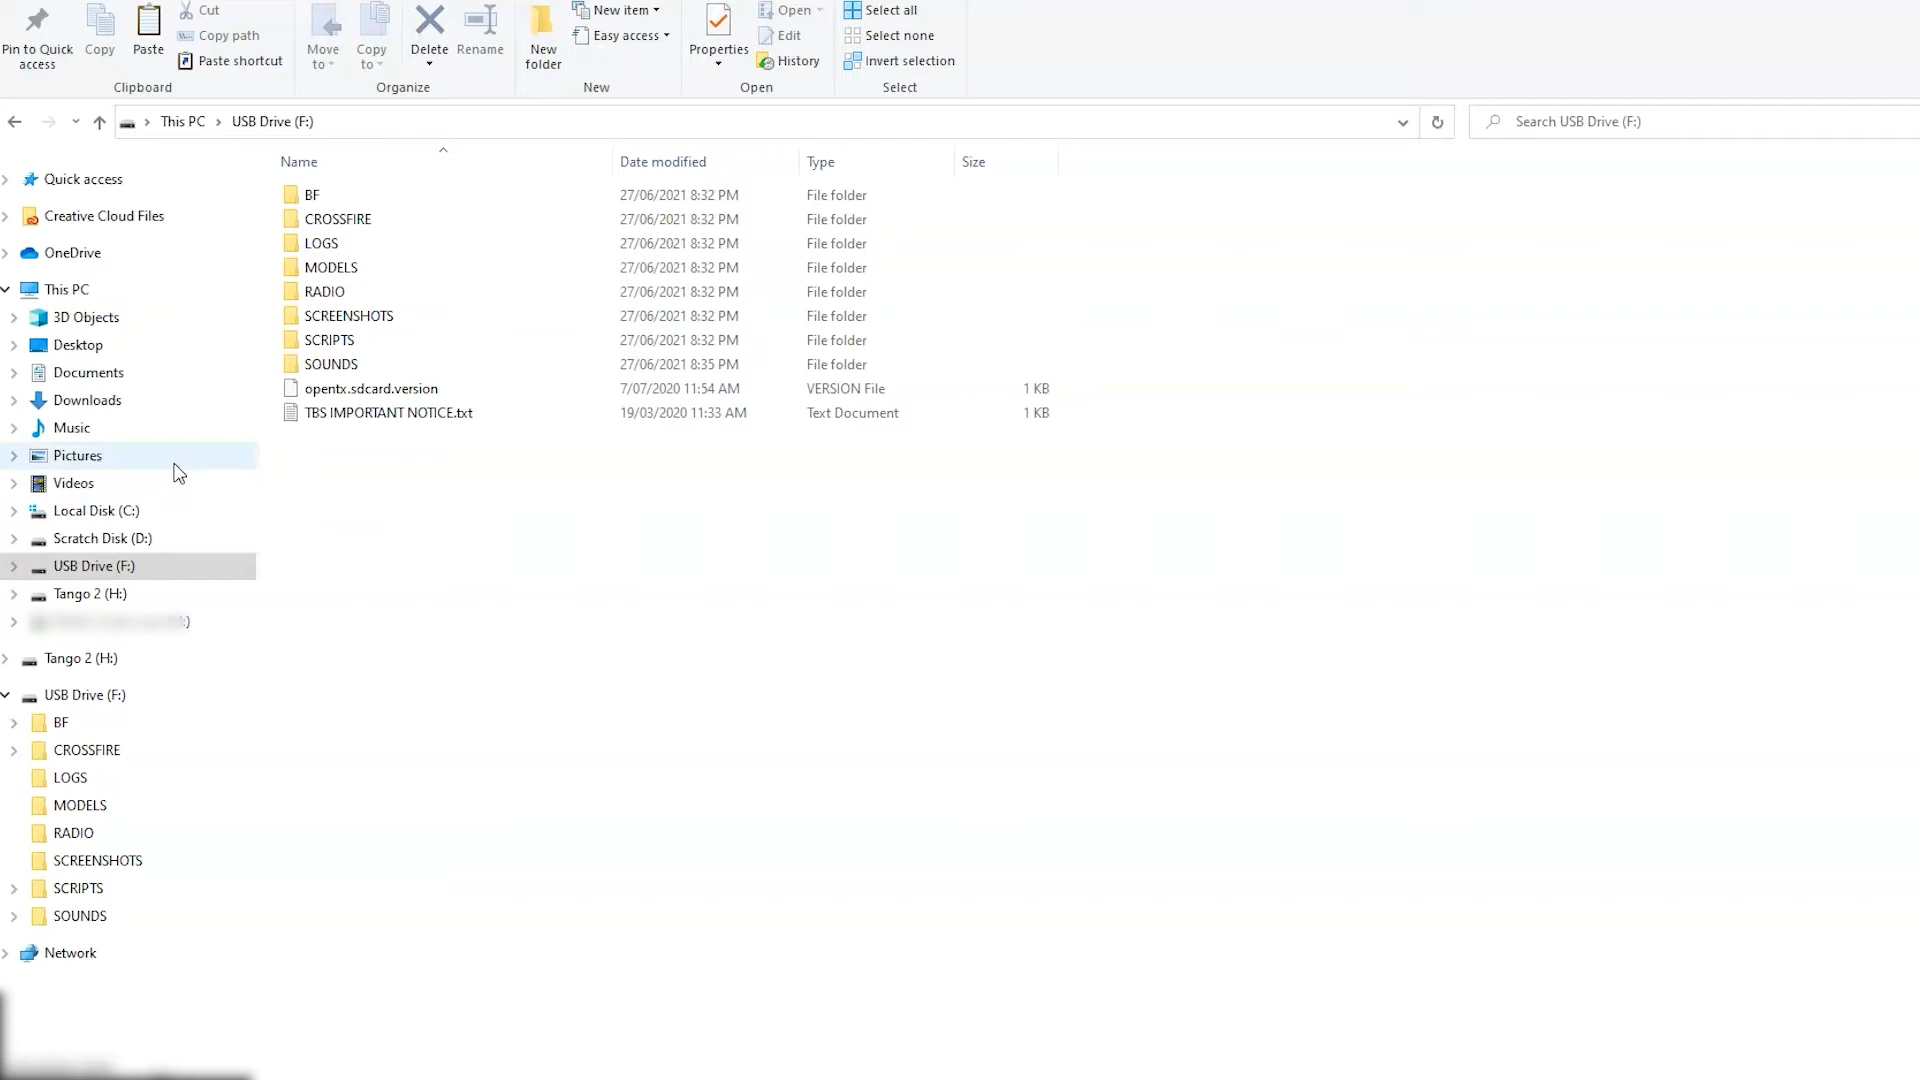 Pin to Quick access
Copy
Paste
Cut
Copy path
Paste shortcut
Clipboard
Move to
Copy to
Delete
Rename
Organize
New folder
New item
Easy access
New
Properties
Open
Edit
History
Open
Select all
Select none
Invert selection
Select
This PC > USB Drive (F:)
Search USB Drive (F:)
Name Date modified Type Size
BF 27/06/2021 8:32 PM File folder
CROSSFIRE 27/06/2021 8:32 PM File folder
LOGS 27/06/2021 8:32 PM File folder
MODELS 27/06/2021 8:32 PM File folder
RADIO 27/06/2021 8:32 PM File folder
SCREENSHOTS 27/06/2021 8:32 PM File folder
SCRIPTS 27/06/2021 8:32 PM File folder
SOUNDS 27/06/2021 8:35 PM File folder
opentx.sdcard.version 7/07/2020 11:54 AM VERSION File 1 KB
TBS IMPORTANT NOTICE.txt 19/03/2020 11:33 AM Text Document 1 KB
Quick access
Creative Cloud Files
OneDrive
This PC
3D Objects
Desktop
Documents
Downloads
Music
Pictures
Videos
Local Disk (C:)
Scratch Disk (D:)
USB Drive (F:)
Tango 2 (H:)
Tango 2 (H:)
USB Drive (F:)
BF
CROSSFIRE
LOGS
MODELS
RADIO
SCREENSHOTS
SCRIPTS
SOUNDS
Network